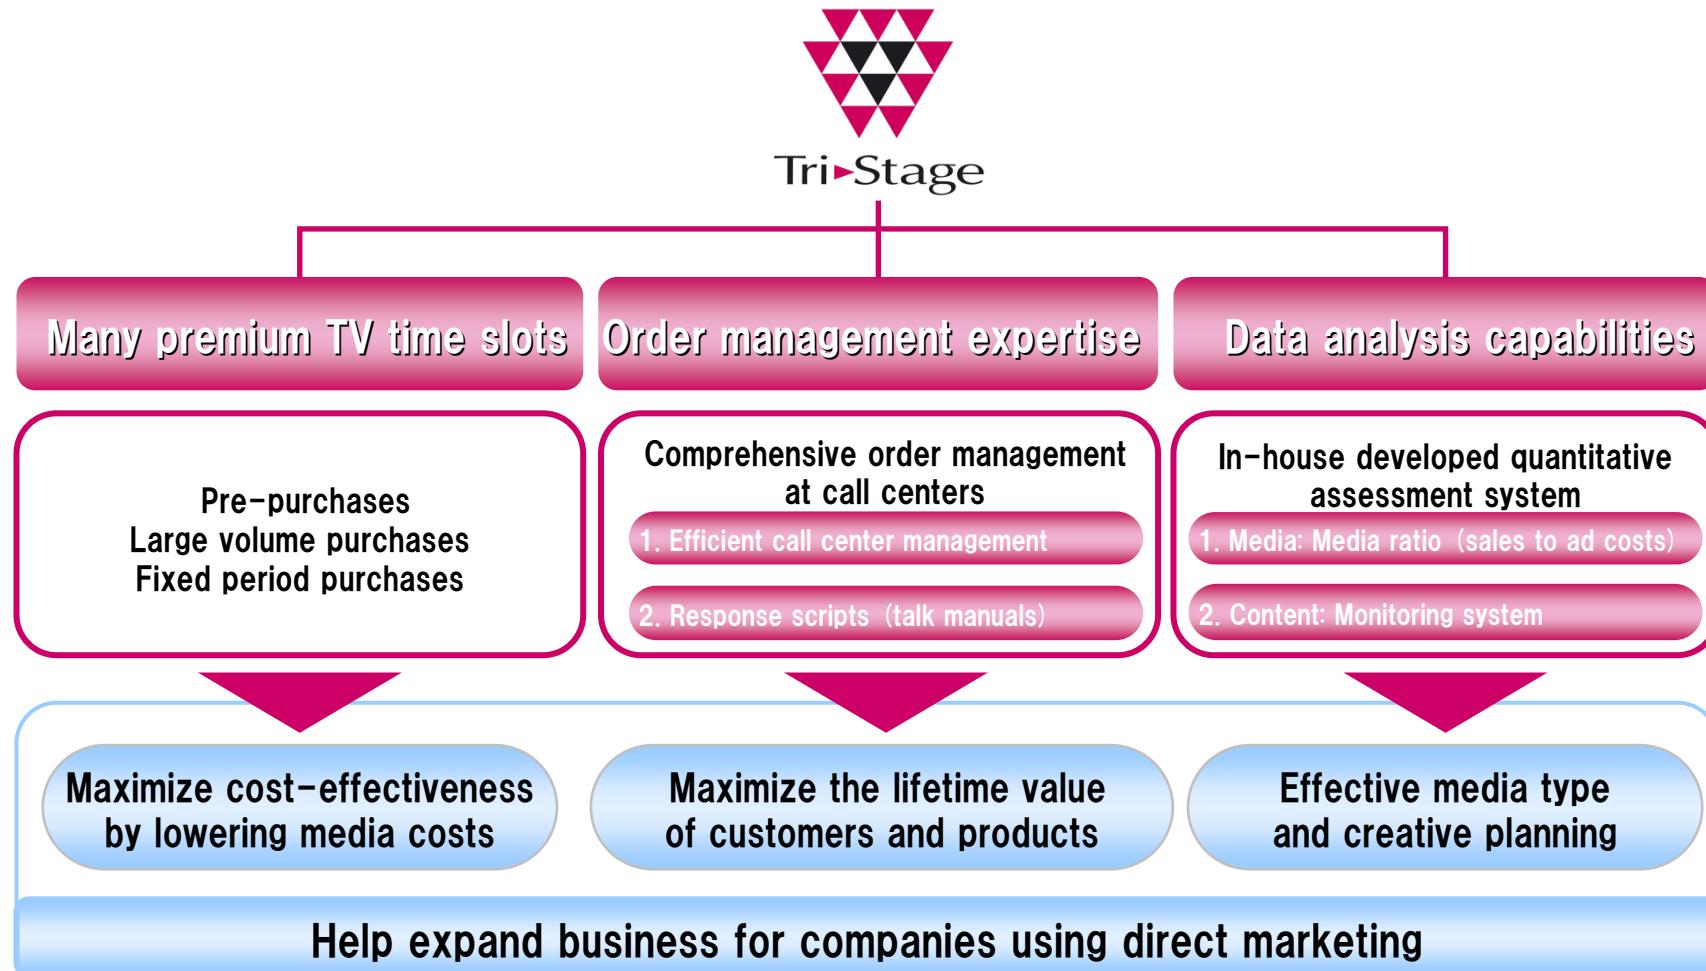 Tri►Stage
Many premium TV time slots
Order management expertise
Data analysis capabilities
Pre-purchases
Large volume purchases
Fixed period purchases
Comprehensive order management
at call centers
1. Efficient call center management
2. Response scripts (talk manuals)
In-house developed quantitative
assessment system
1. Media: Media ratio (sales to ad costs)
2. Content: Monitoring system
Maximize cost-effectiveness
by lowering media costs
Maximize the lifetime value
of customers and products
Effective media type
and creative planning
Help expand business for companies using direct marketing